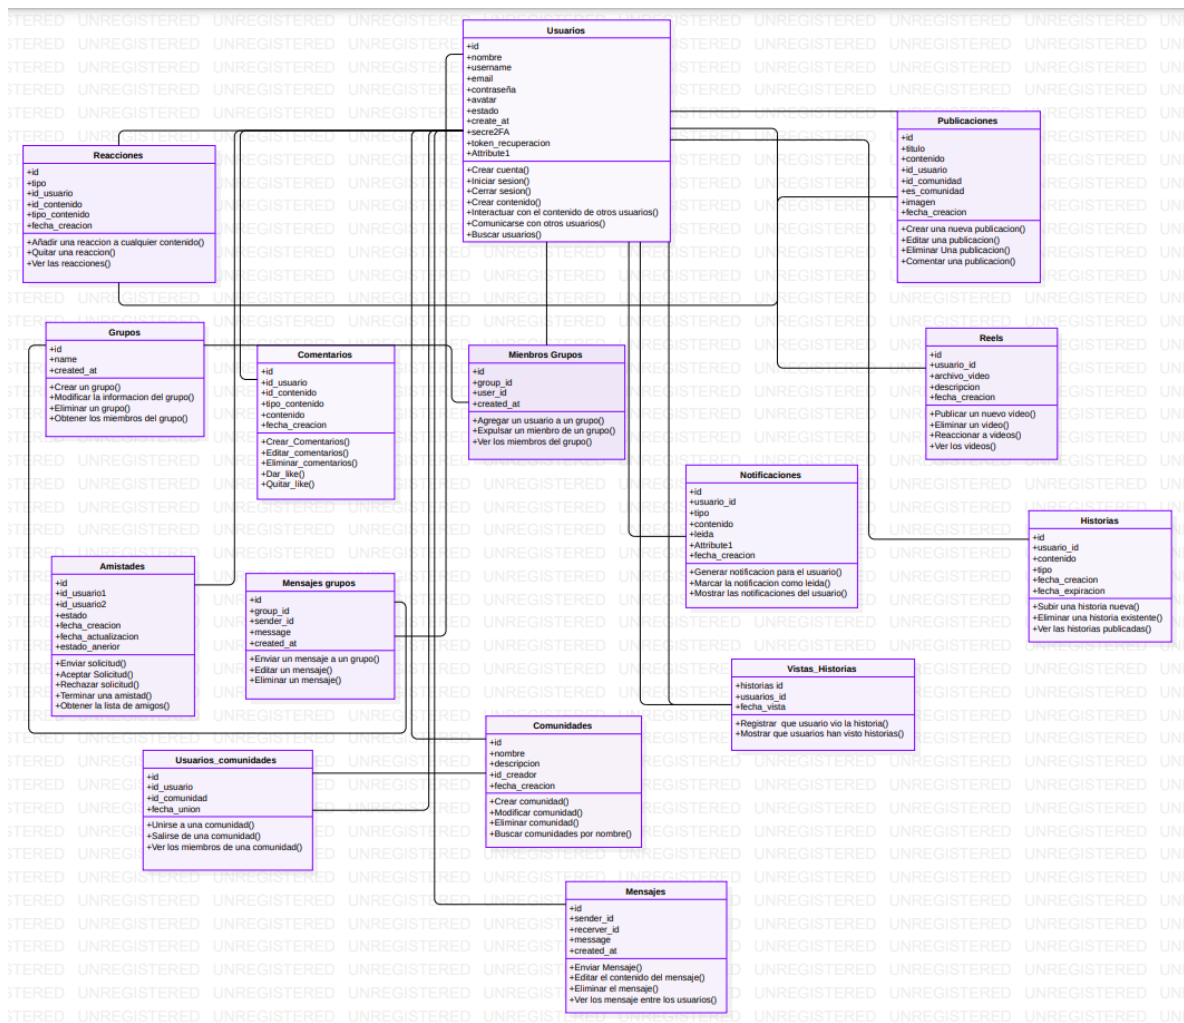 Usuarios
+id
+nombre
+username
+email
+contraseña
+avatar
+estado
+create_at
+secre2FA
+token_recuperacion
+Attribute1
+Crear cuenta()
+Iniciar sesion()
+Cerrar sesion()
+Crear contenido()
+Interactuar con el contenido de otros usuarios()
+Comunicarse con otros usuarios()
+Buscar usuarios()
Publicaciones
+id
+titulo
+contenido
+id_usuario
+id_comunidad
+es_comunidad
+imagen
+fecha_creacion
+Crear una nueva publicacion()
+Editar una publicacion()
+Eliminar Una publicacion()
+Comentar una publicacion()
Reacciones
+id
+tipo
+id_usuario
+id_contenido
+tipo_contenido
+fecha_creacion
+Añadir una reaccion a cualquier contenido()
+Quitar una reaccion()
+Ver las reacciones()
Grupos
+id
+name
+created_at
+Crear un grupo()
+Modificar la informacion del grupo()
+Eliminar un grupo()
+Obtener los miembros del grupo()
Comentarios
+id
+id_usuario
+id_contenido
+tipo_contenido
+contenido
+fecha_creacion
+Crear_Comentarios()
+Editar_comentarios()
+Eliminar_comentarios()
+Dar_like()
+Quitar_like()
Mienbros Grupos
+id
+group_id
+user_id
+created_at
+Agregar un usuario a un grupo()
+Expulsar un mienbro de un grupo()
+Ver los miembros del grupo()
Reels
+id
+usuario_id
+archivo_video
+descripcion
+fecha_creacion
+Publicar un nuevo video()
+Eliminar un video()
+Reaccionar a videos()
+Ver los videos()
Notificaciones
+id
+usuario_id
+tipo
+contenido
+leida
+Attribute1
+fecha_creacion
+Generar notificacion para el usuario()
+Marcar la notificacion como leida()
+Mostrar las notificaciones del usuario()
Historias
+id
+usuario_id
+contenido
+tipo
+fecha_creacion
+fecha_expiracion
+Subir una historia nueva()
+Eliminar una historia existente()
+Ver las historias publicadas()
Amistades
+id
+id_usuario1
+id_usuario2
+estado
+fecha_creacion
+fecha_actualizacion
+estado_anerior
+Enviar solicitud()
+Aceptar Solicitud()
+Rechazar solicitud()
+Terminar una amistad()
+Obtener la lista de amigos()
Mensajes grupos
+id
+group_id
+sender_id
+message
+created_at
+Enviar un mensaje a un grupo()
+Editar un mensaje()
+Eliminar un mensaje()
Vistas_Historias
+historias id
+usuarios_id
+fecha_vista
+Registrar que usuario vio la historia()
+Mostrar que usuarios han visto historias()
Comunidades
+id
+nombre
+descripcion
+id_creador
+fecha_creacion
+Crear comunidad()
+Modificar comunidad()
+Eliminar comunidad()
+Buscar comunidades por nombre()
Usuarios_comunidades
+id
+id_usuario
+id_comunidad
+fecha_union
+Unirse a una comunidad()
+Salirse de una comunidad()
+Ver los miembros de una comunidad()
Mensajes
+id
+sender_id
+recerver_id
+message
+created_at
+Enviar Mensaje()
+Editar el contenido del mensaje()
+Eliminar el mensaje()
+Ver los mensaje entre los usuarios()
UNREGISTERED